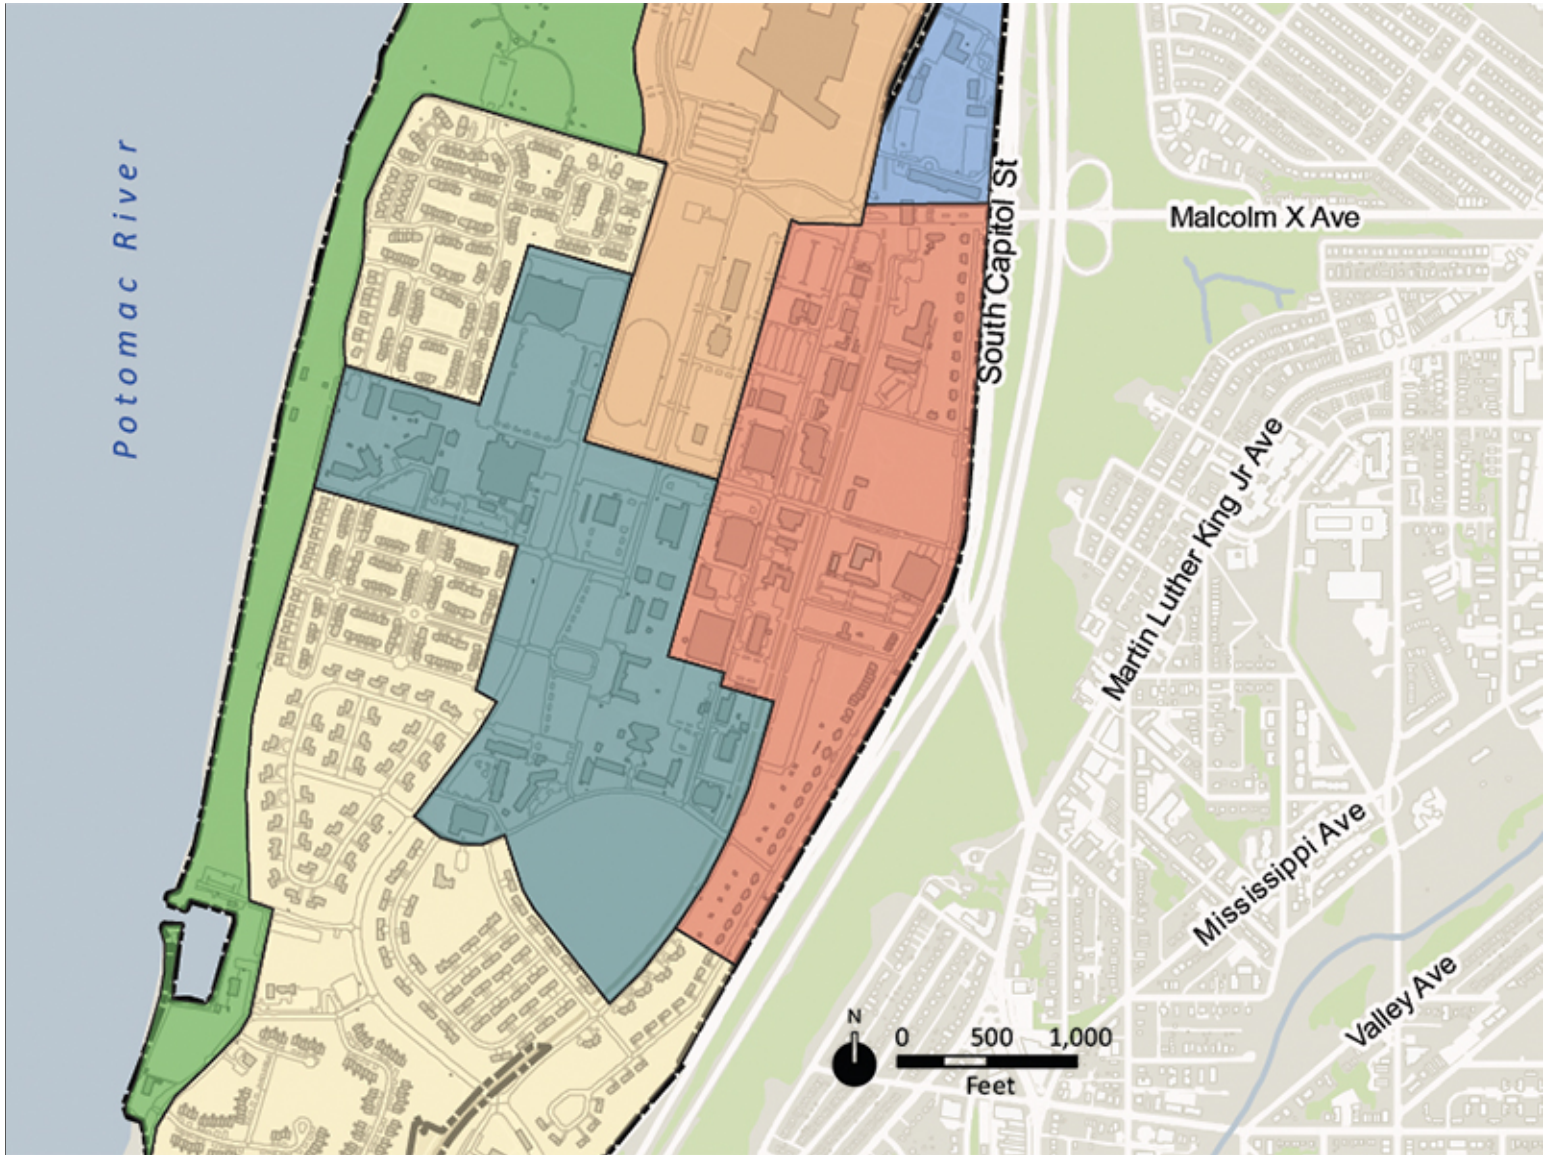 Potomac River
South Capitol St
Malcolm X Ave
Martin Luther King Jr Ave
Mississippi Ave
Valley Ave
N
0 500 1,000
Feet